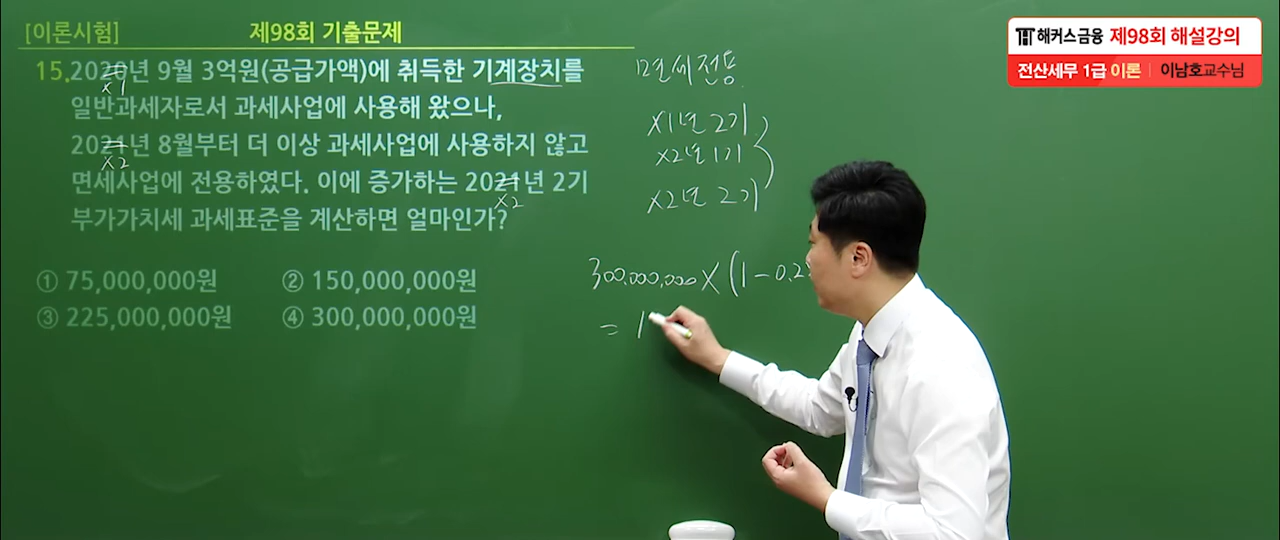 [이론시험] 제98회 기출문제
15. 2020년 9월 3억원(공급가액)에 취득한 기계장치를
X1
일반과세자로서 과세사업에 사용해 왔으나,
2021년 8월부터 더 이상 과세사업에 사용하지 않고
X2
면세사업에 전용하였다. 이에 증가하는 2021년 2기
X2
부가가치세 과세표준을 계산하면 얼마인가?
① 75,000,000원 ② 150,000,000원
③ 225,000,000원 ④ 300,000,000원
면세전용
X1년 2기
X2년 1기
X2년 2기
300,000,000 X (1-0.2
= 1
해커스금융 제98회 해설강의
전산세무 1급 이론 | 이남호교수님